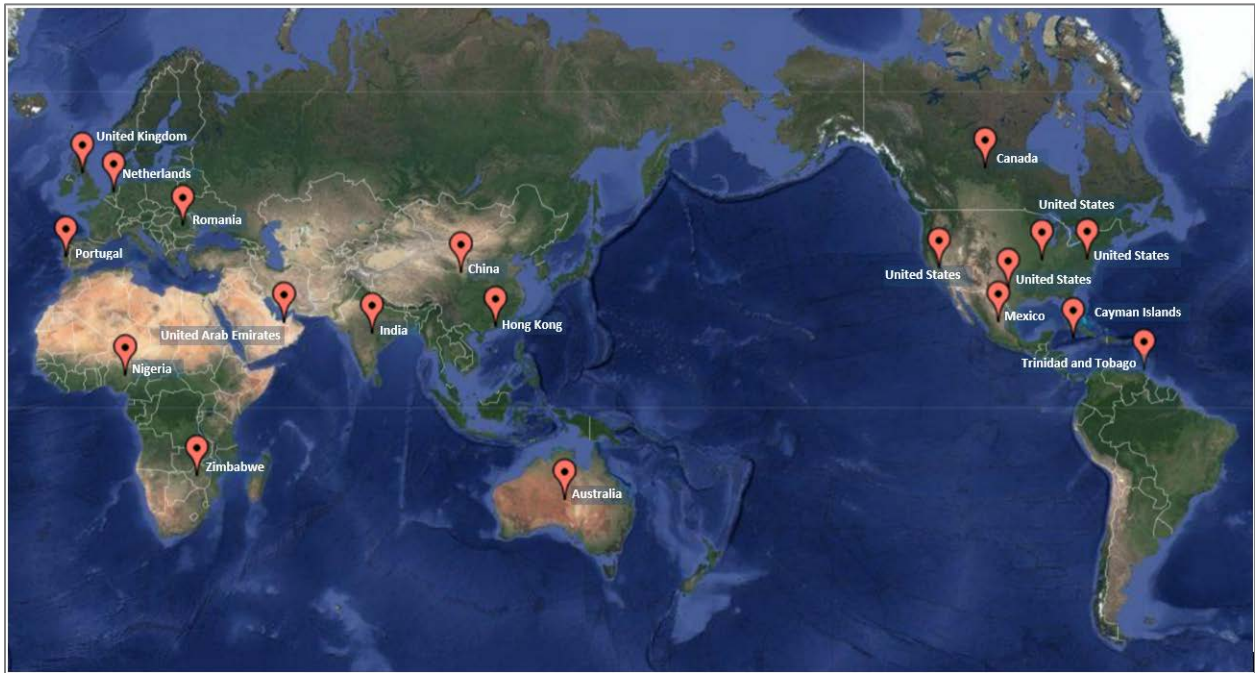 United Kingdom
Netherlands
Romania
Portugal
China
United Arab Emirates
India
Hong Kong
Nigeria
Zimbabwe
Australia
Canada
United States
United States
United States
United States
Mexico
Cayman Islands
Trinidad and Tobago